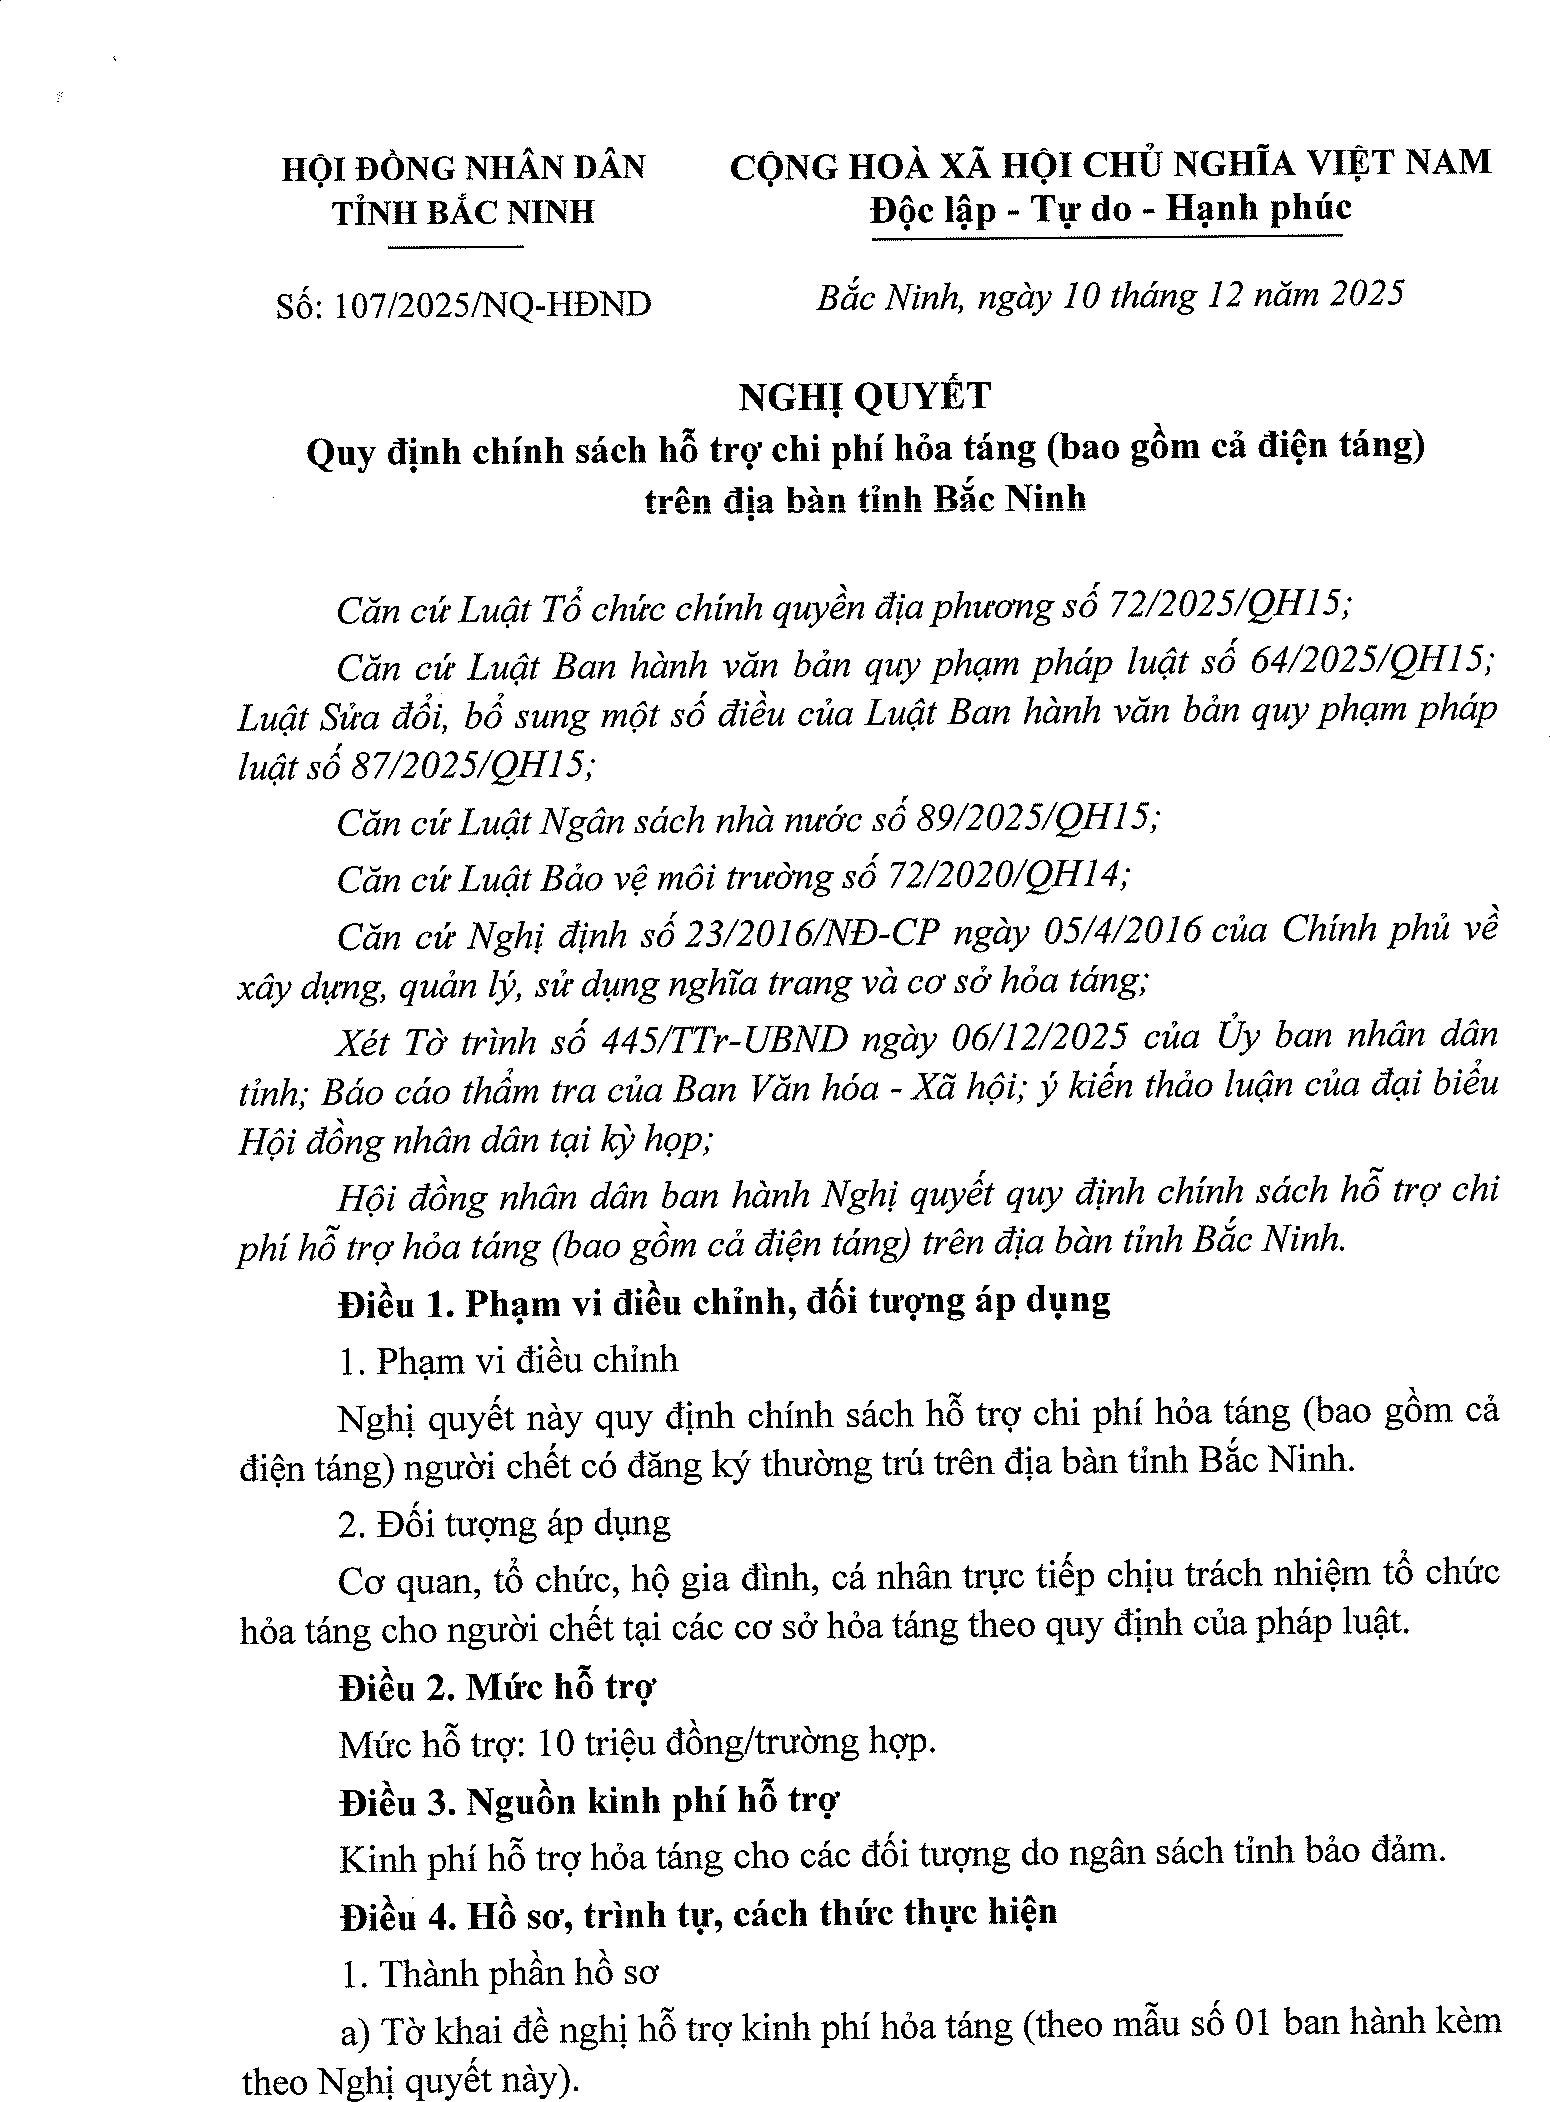 HỘI ĐỒNG NHÂN DÂN
TỈNH BẮC NINH
CỘNG HOÀ XÃ HỘI CHỦ NGHĨA VIỆT NAM
Độc lập - Tự do - Hạnh phúc
Số: 107/2025/NQ-HĐND
Bắc Ninh, ngày 10 tháng 12 năm 2025
NGHỊ QUYẾT
Quy định chính sách hỗ trợ chi phí hỏa táng (bao gồm cả điện táng)
trên địa bàn tỉnh Bắc Ninh
Căn cứ Luật Tổ chức chính quyền địa phương số 72/2025/QH15;
Căn cứ Luật Ban hành văn bản quy phạm pháp luật số 64/2025/QH15;
Luật Sửa đổi, bổ sung một số điều của Luật Ban hành văn bản quy phạm pháp
luật số 87/2025/QH15;
Căn cứ Luật Ngân sách nhà nước số 89/2025/QH15;
Căn cứ Luật Bảo vệ môi trường số 72/2020/QH14;
Căn cứ Nghị định số 23/2016/NĐ-CP ngày 05/4/2016 của Chính phủ về
xây dựng, quản lý, sử dụng nghĩa trang và cơ sở hỏa táng;
Xét Tờ trình số 445/TTr-UBND ngày 06/12/2025 của Ủy ban nhân dân
tỉnh; Báo cáo thẩm tra của Ban Văn hóa - Xã hội; ý kiến thảo luận của đại biểu
Hội đồng nhân dân tại kỳ họp;
Hội đồng nhân dân ban hành Nghị quyết quy định chính sách hỗ trợ chi
phí hỗ trợ hỏa táng (bao gồm cả điện táng) trên địa bàn tỉnh Bắc Ninh.
Điều 1. Phạm vi điều chỉnh, đối tượng áp dụng
1. Phạm vi điều chỉnh
Nghị quyết này quy định chính sách hỗ trợ chi phí hỏa táng (bao gồm cả
điện táng) người chết có đăng ký thường trú trên địa bàn tỉnh Bắc Ninh.
2. Đối tượng áp dụng
Cơ quan, tổ chức, hộ gia đình, cá nhân trực tiếp chịu trách nhiệm tổ chức
hỏa táng cho người chết tại các cơ sở hỏa táng theo quy định của pháp luật.
Điều 2. Mức hỗ trợ
Mức hỗ trợ: 10 triệu đồng/trường hợp.
Điều 3. Nguồn kinh phí hỗ trợ
Kinh phí hỗ trợ hỏa táng cho các đối tượng do ngân sách tỉnh bảo đảm.
Điều 4. Hồ sơ, trình tự, cách thức thực hiện
1. Thành phần hồ sơ
a) Tờ khai đề nghị hỗ trợ kinh phí hỏa táng (theo mẫu số 01 ban hành kèm
theo Nghị quyết này).